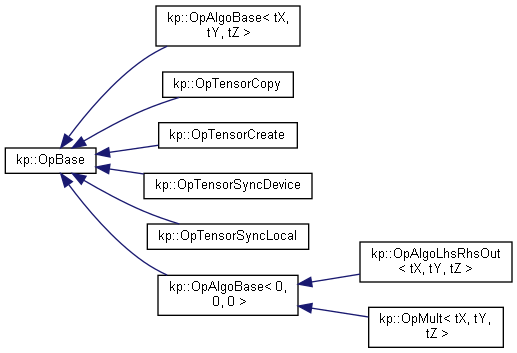 kp::OpAlgoBase< tX,
tY, tZ >
kp::OpTensorCopy
kp::OpTensorCreate
kp::OpBase
kp::OpTensorSyncDevice
kp::OpTensorSyncLocal
kp::OpAlgoLhsRhsOut
< tX, tY, tZ >
kp::OpAlgoBase< 0,
0, 0 >
kp::OpMult< tX, tY,
tZ >